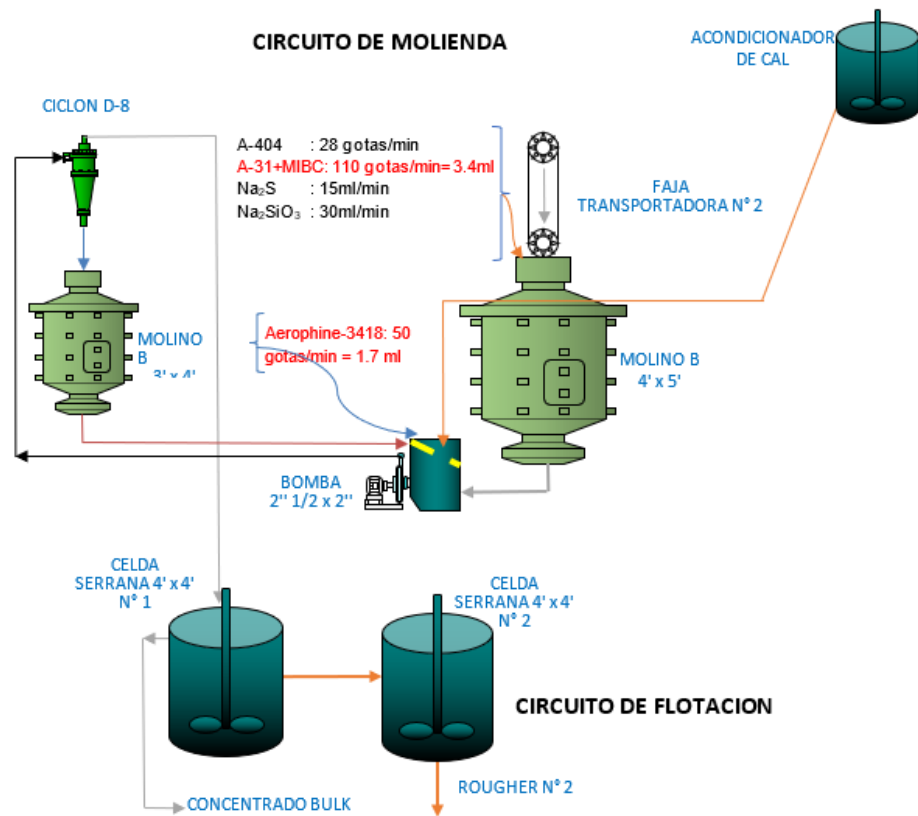 CIRCUITO DE MOLIENDA
ACONDICIONADOR
DE CAL
CICLON D-8
A-404 : 28 gotas/min
A-31+MIBC: 110 gotas/min= 3.4ml
Na₂S : 15ml/min
Na₂SiO₃ : 30ml/min
FAJA
TRANSPORTADORA N° 2
MOLINO
B
3' x 4'
Aerophine-3418: 50
gotas/min = 1.7 ml
MOLINO B
4' x 5'
BOMBA
2'' 1/2 x 2''
CELDA
SERRANA 4' x 4'
N° 1
CELDA
SERRANA 4' x 4'
N° 2
CIRCUITO DE FLOTACION
CONCENTRADO BULK
ROUGHER N° 2